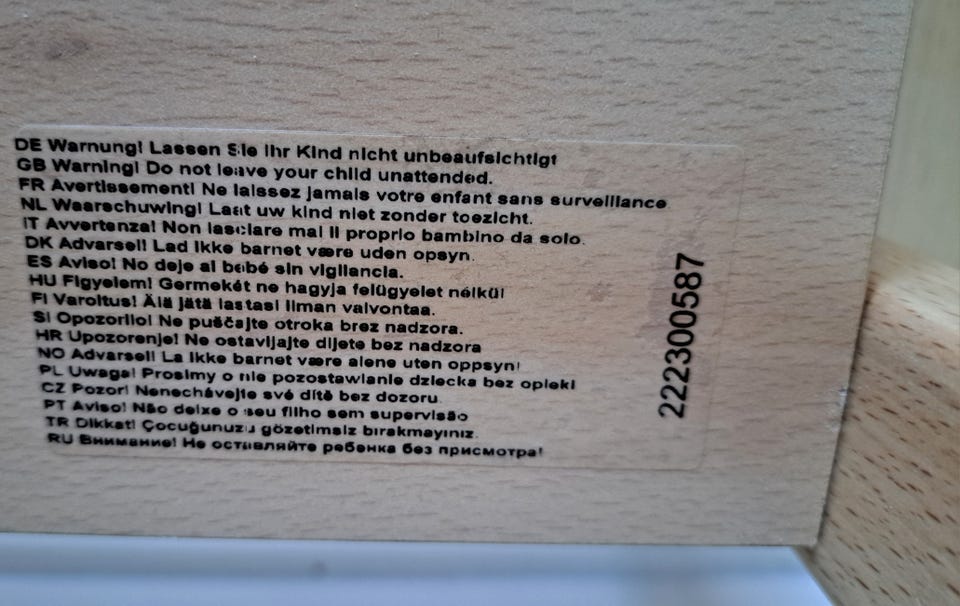 DE Warnung! Lassen Sie Ihr Kind nicht unbeaufsichtigt
GB Warning! Do not leave your child unattended.
FR Avertissement! Ne laissez jamais votre enfant sans surveillance
NL Waarschuwing! Laat uw kind niet zonder toezicht.
IT Avvertenza! Non lasciare mai il proprio bambino da solo.
DK Advarsel! Lad ikke barnet være uden opsyn.
ES Aviso! No deje al bebé sin vigilancia.
HU Figyelem! Germekét ne hagyja felügyelet nélkül
FI Varoitus! Älä jätä lastasi ilman valvontaa.
SI Opozorilo! Ne puščajte otroka brez nadzora.
HR Upozorenje! Ne ostavljajte dijete bez nadzora
NO Advarsel! La ikke barnet være alene uten oppsyn!
PL Uwaga! Prosimy o nie pozostawianie dziecka bez opieki
CZ Pozor! Nenechávejte své dítě bez dozoru.
PT Aviso! Não deixe o seu filho sem supervisão
TR Dikkat! Çocuğunuzu gözetimsiz bırakmayınız.
RU Внимание! Не оставляйте ребенка без присмотра!
222300587